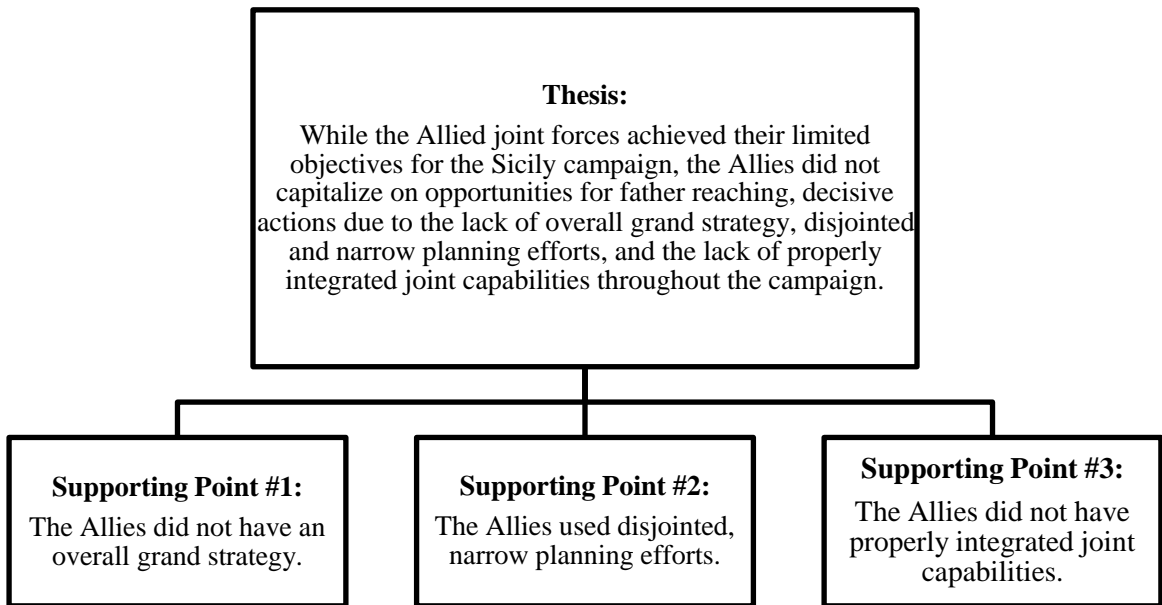 Thesis:
While the Allied joint forces achieved their limited
objectives for the Sicily campaign, the Allies did not
capitalize on opportunities for father reaching, decisive
actions due to the lack of overall grand strategy, disjointed
and narrow planning efforts, and the lack of properly
integrated joint capabilities throughout the campaign.
Supporting Point #1:
The Allies did not have an
overall grand strategy.
Supporting Point #2:
The Allies used disjointed,
narrow planning efforts.
Supporting Point #3:
The Allies did not have
properly integrated joint
capabilities.